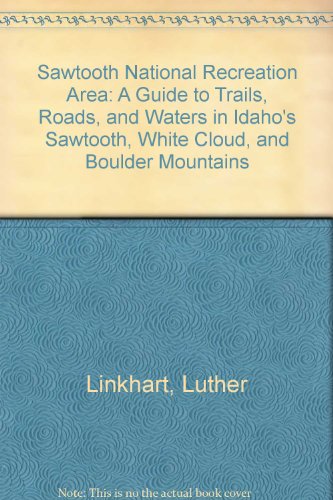 Sawtooth National Recreation
Area: A Guide to Trails,
Roads, and Waters in Idaho's
Sawtooth, White Cloud, and
Boulder Mountains
Linkhart, Luther
Note: This is no the actual book cover